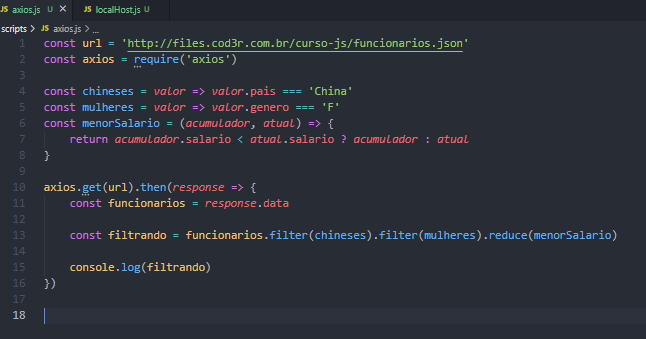 JS axios.js U X JS localHost.js U
scripts > JS axios.js > ...
1 const url = 'http://files.cod3r.com.br/curso-js/funcionarios.json'
2 const axios = require('axios')
3
4 const chineses = valor => valor.pais === 'China'
5 const mulheres = valor => valor.genero === 'F'
6 const menorSalario = (acumulador, atual) => {
7 return acumulador.salario < atual.salario ? acumulador : atual
8 }
9
10 axios.get(url).then(response => {
11 const funcionarios = response.data
12
13 const filtrando = funcionarios.filter(chineses).filter(mulheres).reduce(menorSalario)
14
15 console.log(filtrando)
16 })
17
18